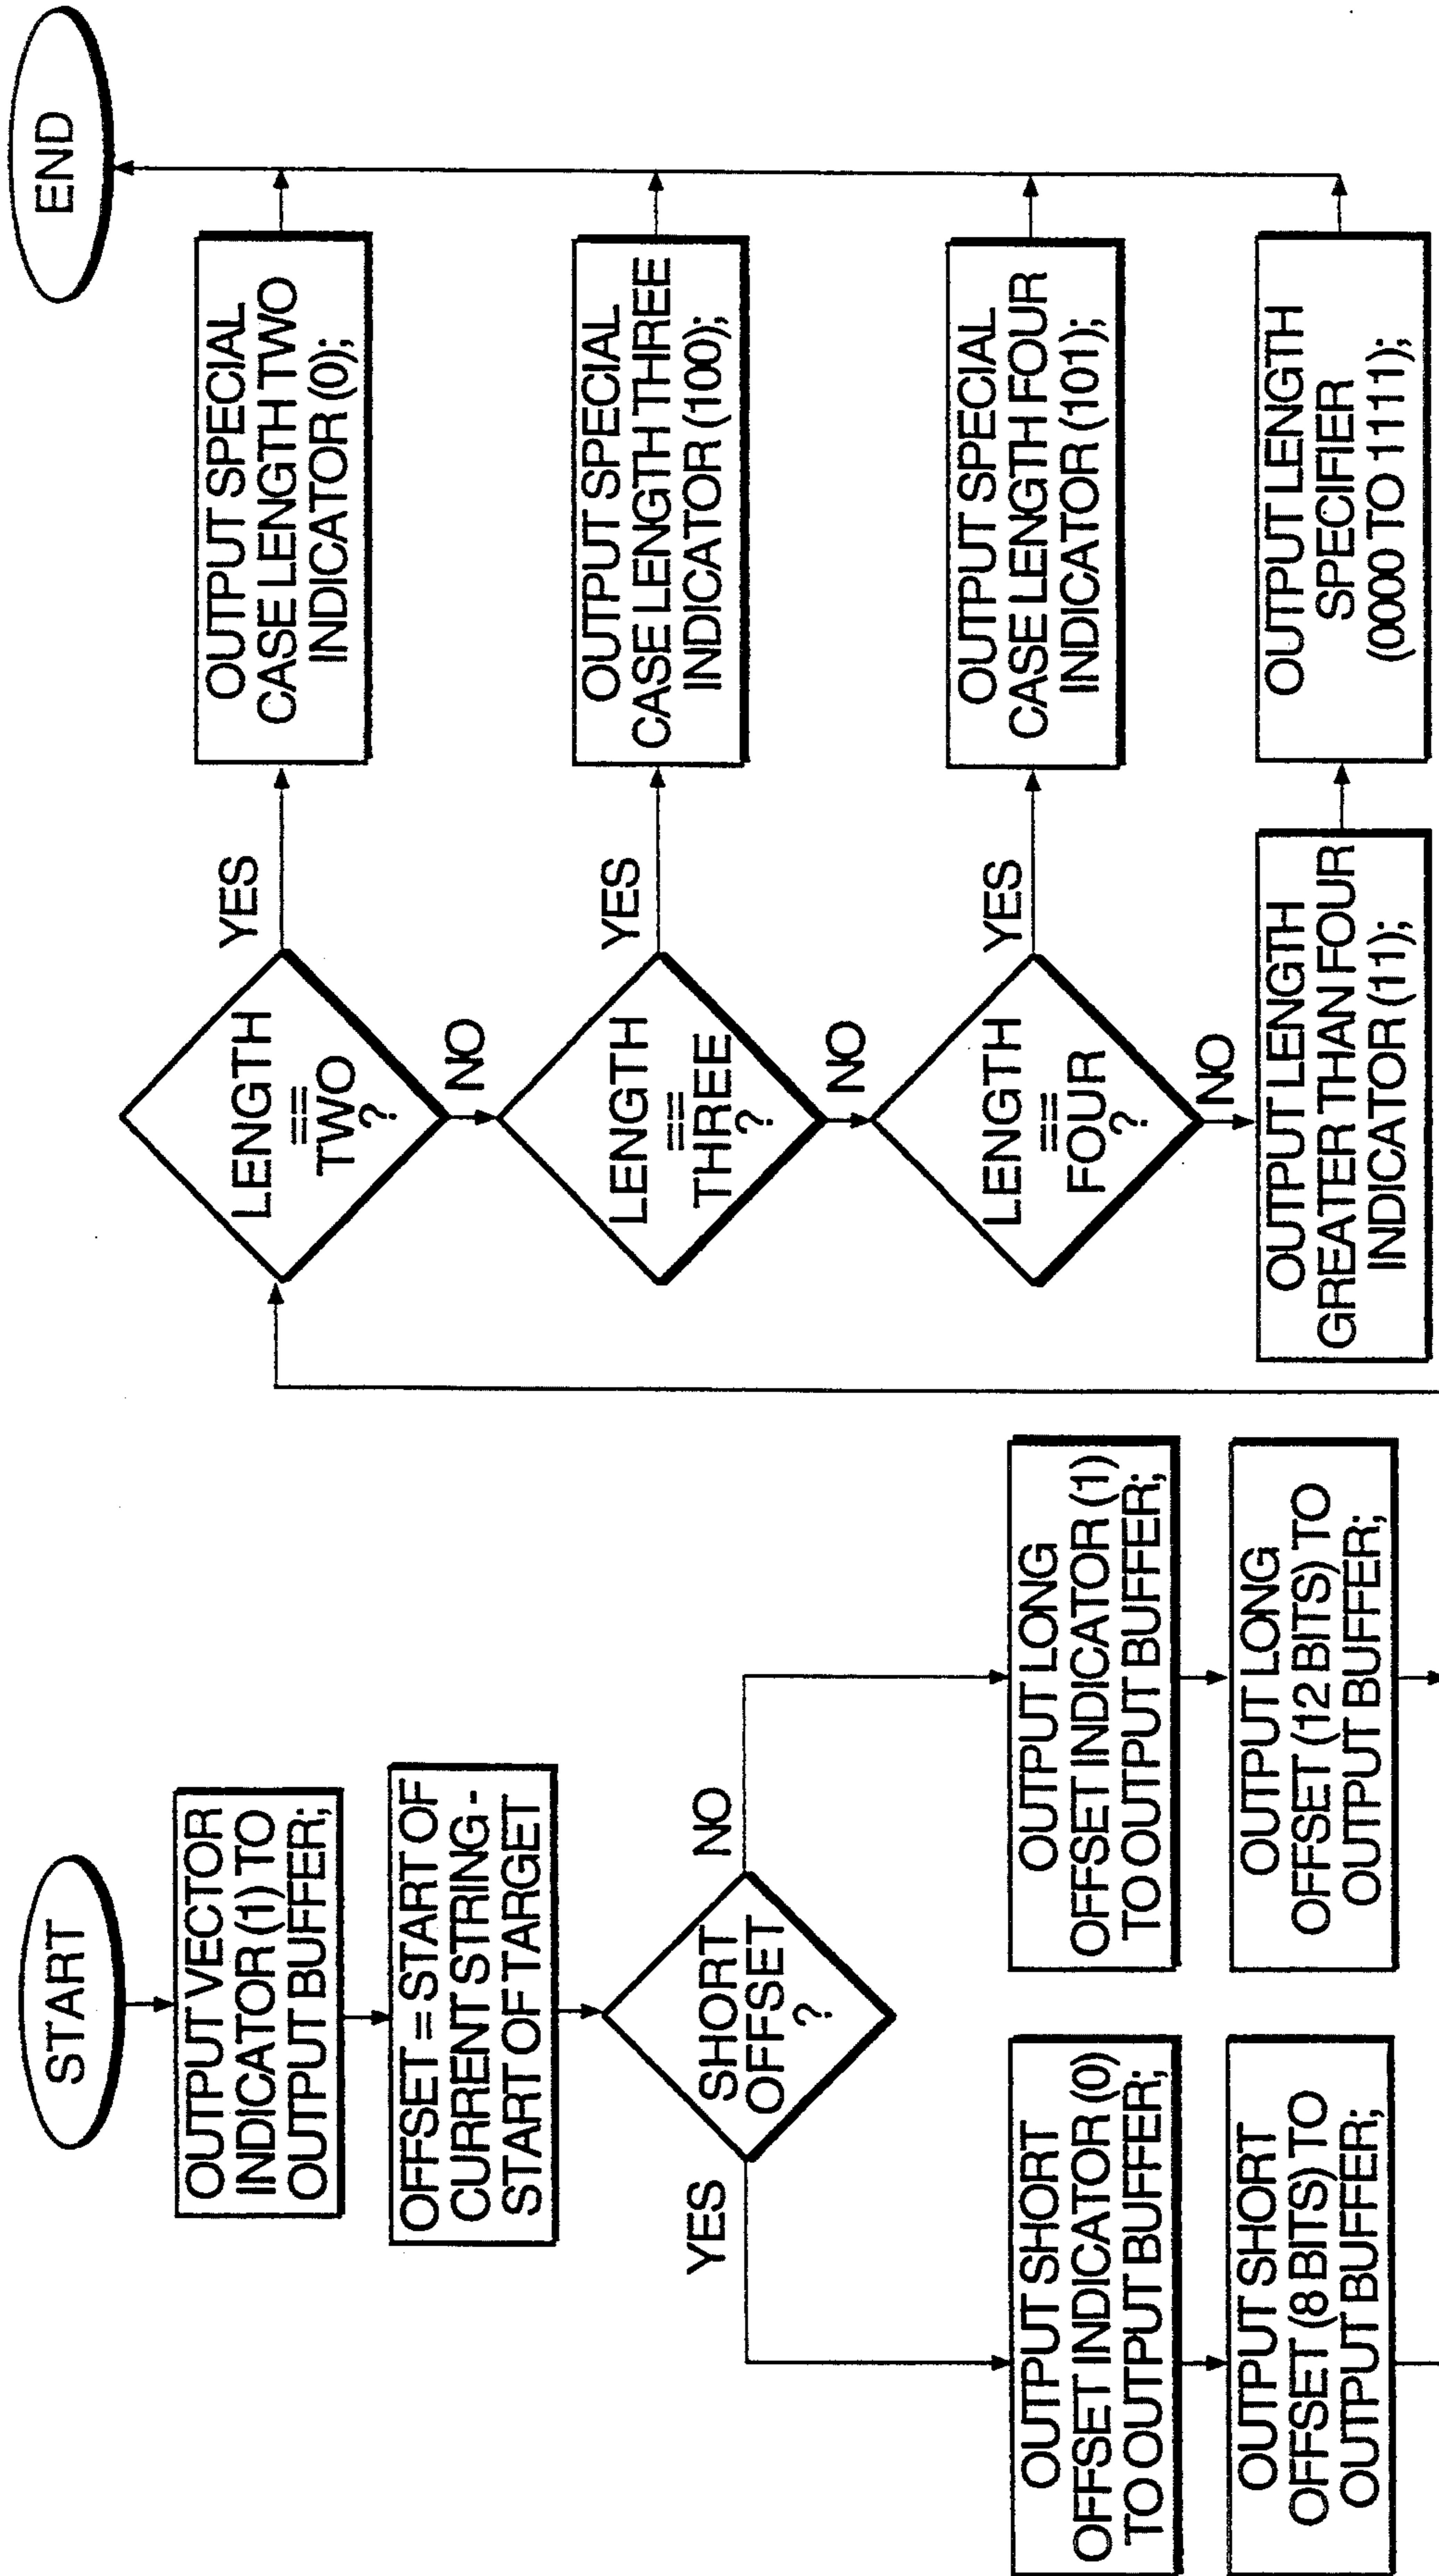 START
OUTPUT VECTOR
INDICATOR (1) TO
OUTPUT BUFFER;
OFFSET = START OF
CURRENT STRING -
START OF TARGET
SHORT
OFFSET
?
YES
NO
OUTPUT SHORT
OFFSET INDICATOR (0)
TO OUTPUT BUFFER;
OUTPUT SHORT
OFFSET (8 BITS) TO
OUTPUT BUFFER;
OUTPUT LONG
OFFSET INDICATOR (1)
TO OUTPUT BUFFER;
OUTPUT LONG
OFFSET (12 BITS) TO
OUTPUT BUFFER;
LENGTH
==
TWO
?
YES
OUTPUT SPECIAL
CASE LENGTH TWO
INDICATOR (0);
NO
LENGTH
==
THREE
?
YES
OUTPUT SPECIAL
CASE LENGTH THREE
INDICATOR (100);
NO
LENGTH
==
FOUR
?
YES
OUTPUT SPECIAL
CASE LENGTH FOUR
INDICATOR (101);
NO
OUTPUT LENGTH
GREATER THAN FOUR
INDICATOR (11);
OUTPUT LENGTH
SPECIFIER
(0000 TO 1111);
END